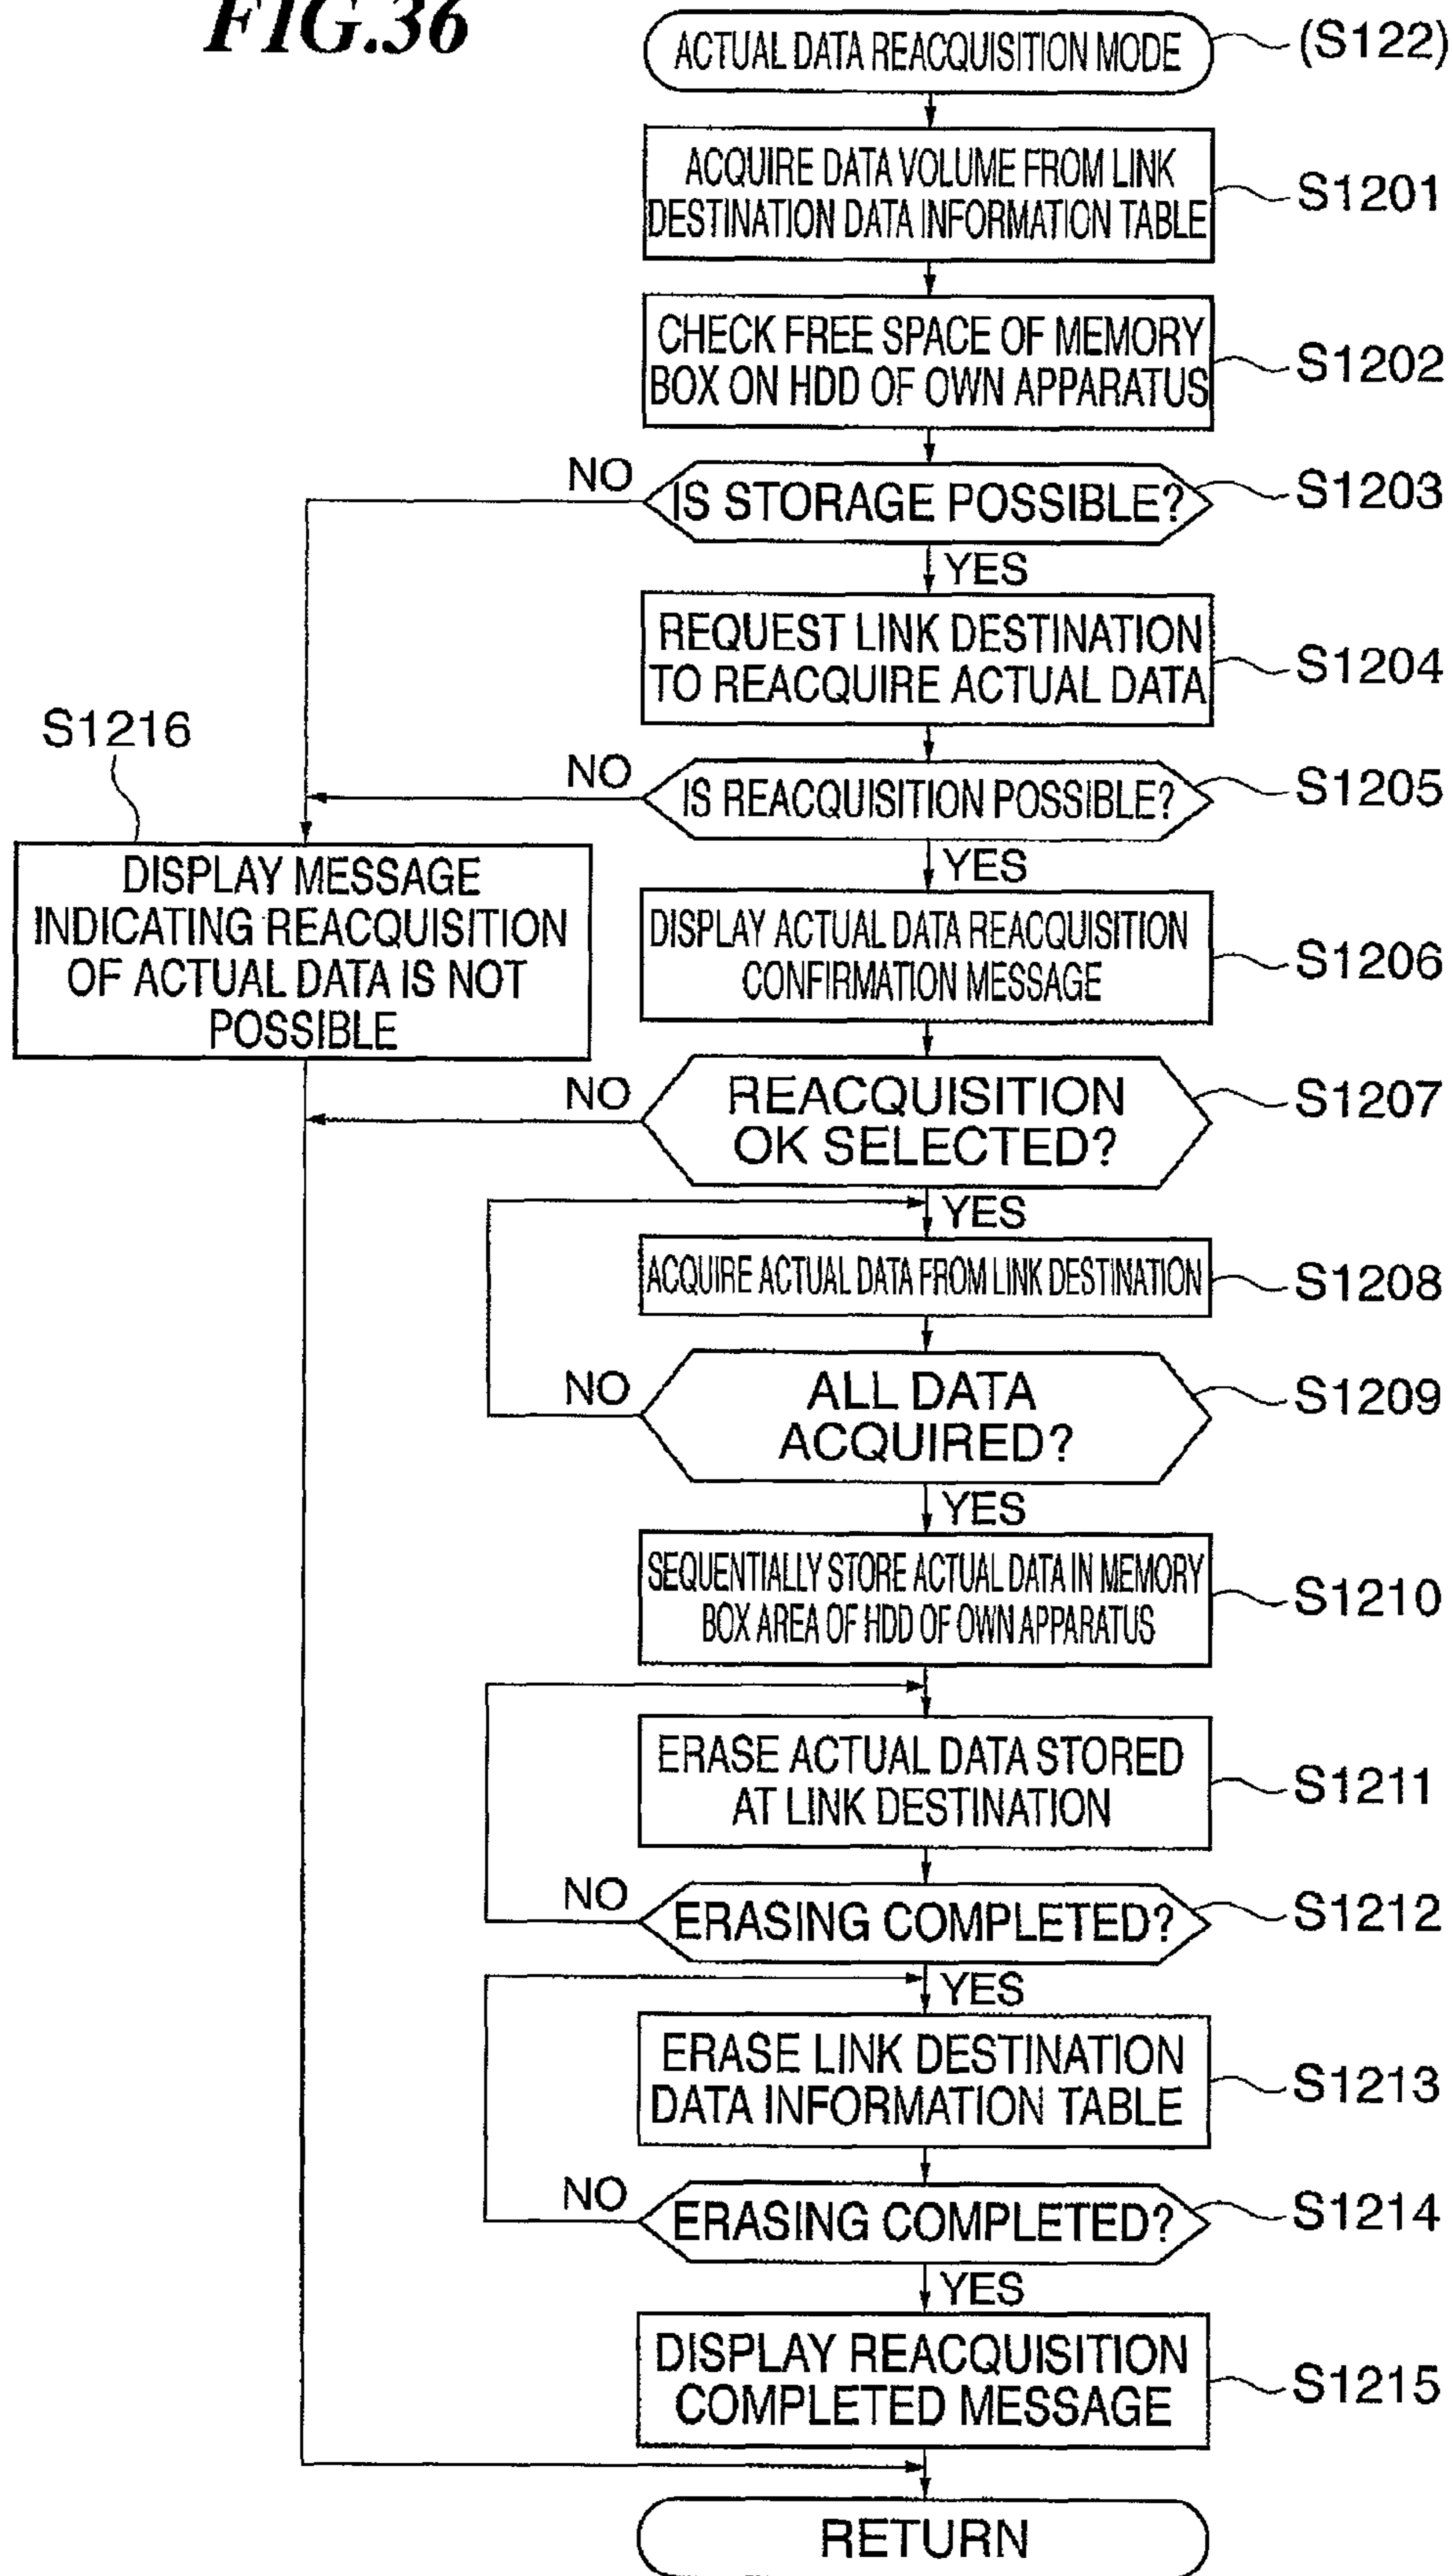 FIG.36
ACTUAL DATA REACQUISITION MODE
(S122)
ACQUIRE DATA VOLUME FROM LINK
DESTINATION DATA INFORMATION TABLE
S1201
CHECK FREE SPACE OF MEMORY
BOX ON HDD OF OWN APPARATUS
S1202
NO
IS STORAGE POSSIBLE?
S1203
YES
REQUEST LINK DESTINATION
TO REACQUIRE ACTUAL DATA
S1204
S1216
NO
IS REACQUISITION POSSIBLE?
S1205
YES
DISPLAY MESSAGE
INDICATING REACQUISITION
OF ACTUAL DATA IS NOT
POSSIBLE
DISPLAY ACTUAL DATA REACQUISITION
CONFIRMATION MESSAGE
S1206
NO
REACQUISITION
OK SELECTED?
S1207
YES
ACQUIRE ACTUAL DATA FROM LINK DESTINATION
S1208
NO
ALL DATA
ACQUIRED?
S1209
YES
SEQUENTIALLY STORE ACTUAL DATA IN MEMORY
BOX AREA OF HDD OF OWN APPARATUS
S1210
ERASE ACTUAL DATA STORED
AT LINK DESTINATION
S1211
NO
ERASING COMPLETED?
S1212
YES
ERASE LINK DESTINATION
DATA INFORMATION TABLE
S1213
NO
ERASING COMPLETED?
S1214
YES
DISPLAY REACQUISITION
COMPLETED MESSAGE
S1215
RETURN